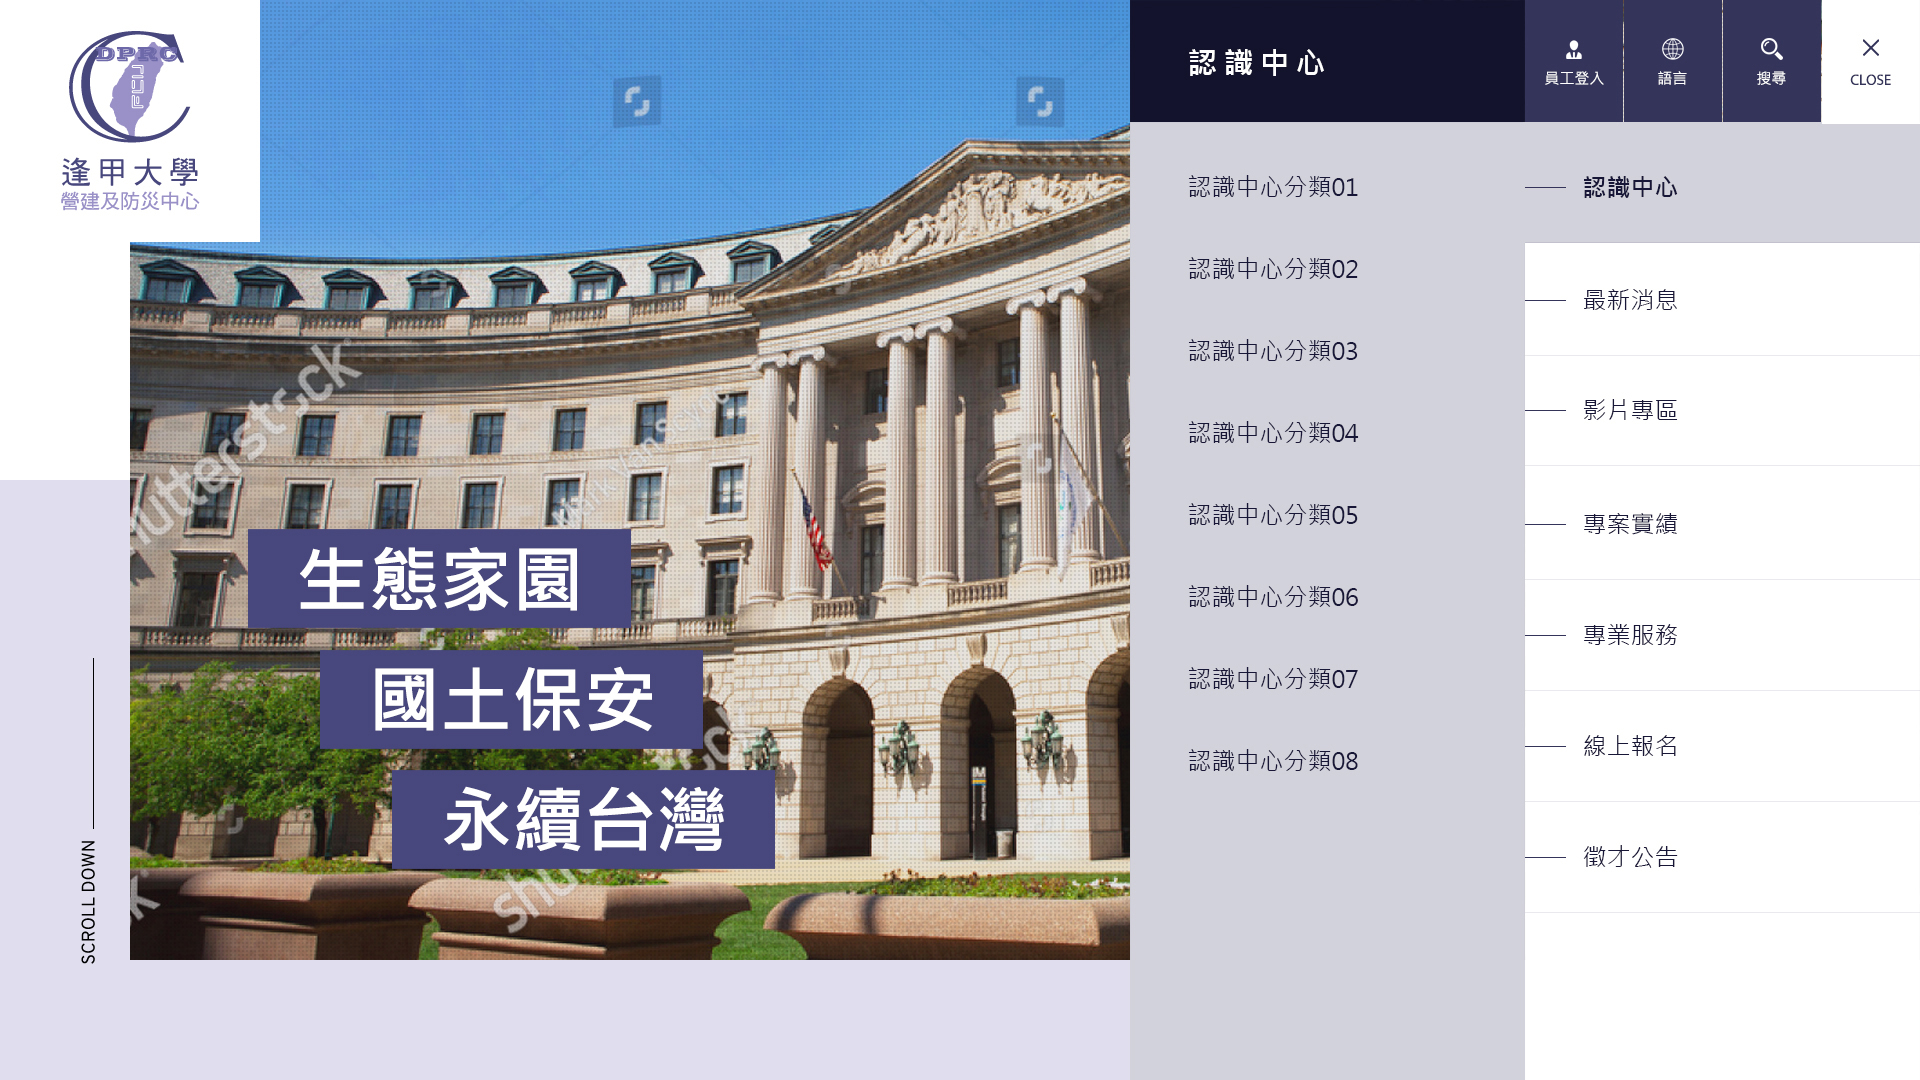 DPRC
FCU
逢甲大學
營建及防災中心
認識中心
員工登入
語言
搜尋
CLOSE
認識中心分類01
認識中心分類02
認識中心分類03
認識中心分類04
認識中心分類05
認識中心分類06
認識中心分類07
認識中心分類08
認識中心
最新消息
影片專區
專案實績
專業服務
線上報名
徵才公告
生態家園
國土保安
永續台灣
SCROLL DOWN
shutterstock